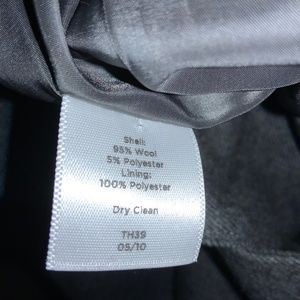 Shell:
95% Wool
5% Polyester
Lining:
100% Polyester
Dry Clean
TH39
05/10